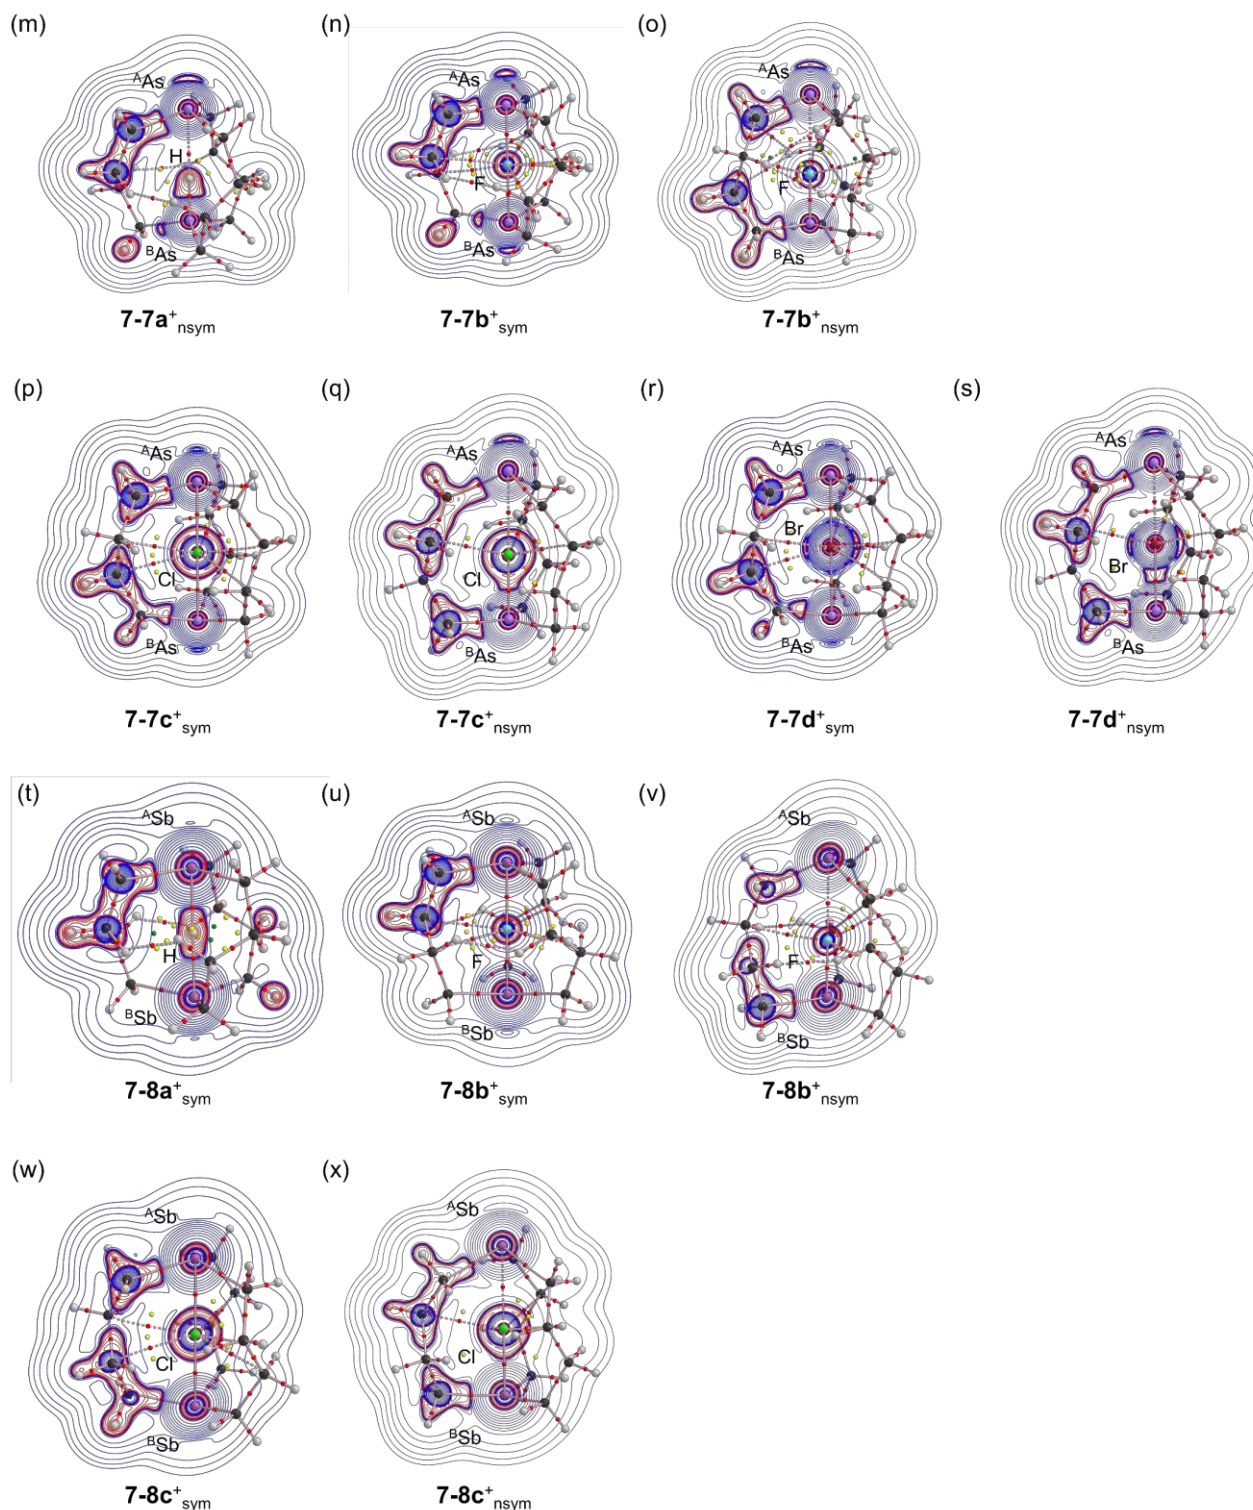 (m) (n) (o)
ᴬAs ᴬAs ᴬAs
H F F
ᴮAs ᴮAs ᴮAs
7-7a⁺nsym 7-7b⁺sym 7-7b⁺nsym
(p) (q) (r) (s)
ᴬAs ᴬAs ᴬAs ᴬAs
Cl Cl Br Br
ᴮAs ᴮAs ᴮAs ᴮAs
7-7c⁺sym 7-7c⁺nsym 7-7d⁺sym 7-7d⁺nsym
(t) (u) (v)
ᴬSb ᴬSb ᴬSb
H F F
ᴮSb ᴮSb ᴮSb
7-8a⁺sym 7-8b⁺sym 7-8b⁺nsym
(w) (x)
ᴬSb ᴬSb
Cl Cl
ᴮSb ᴮSb
7-8c⁺sym 7-8c⁺nsym